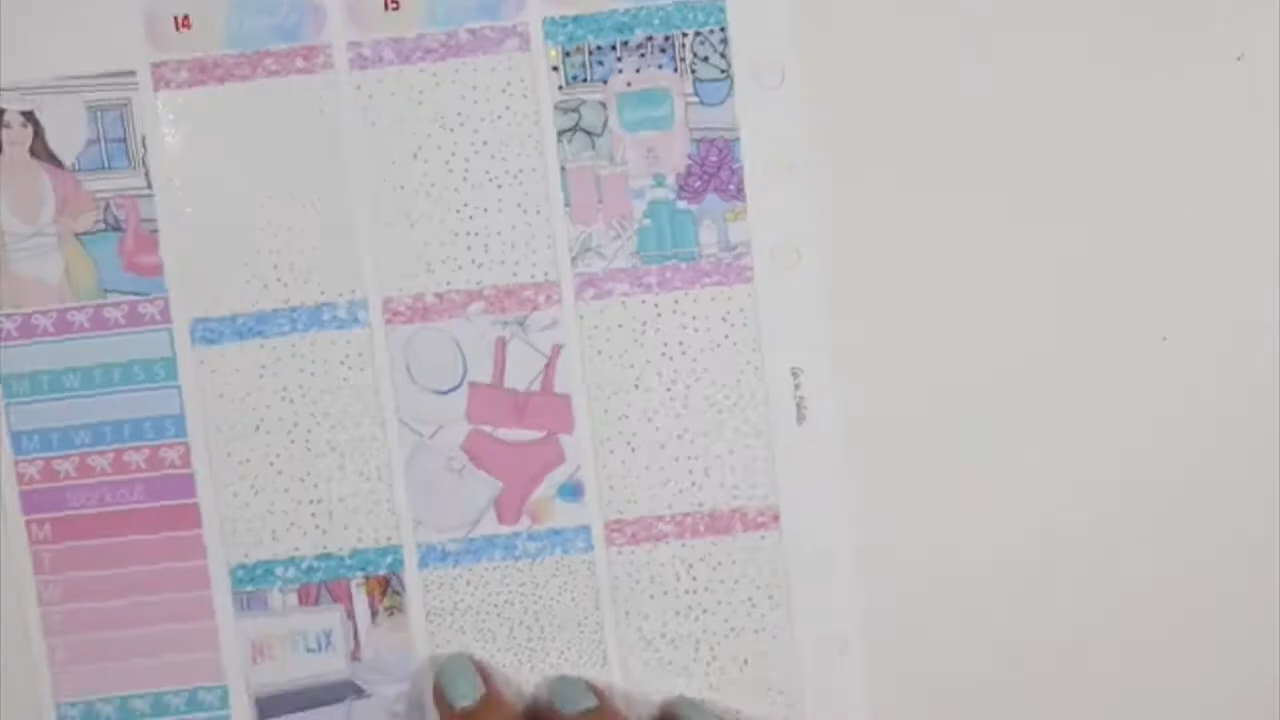 14
15
M T W T F S S
M T W T F S S
Workout
M
T
W
T
NETFLIX